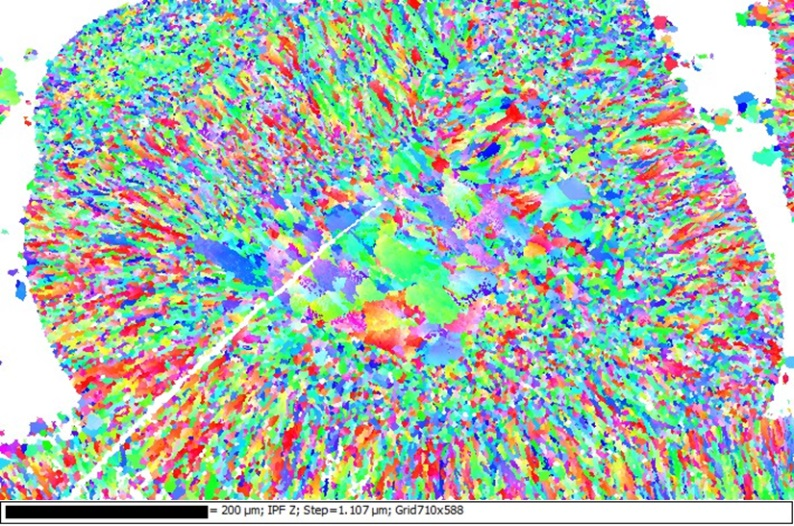 = 200 µm; IPF Z; Step=1.107 µm; Grid710x588